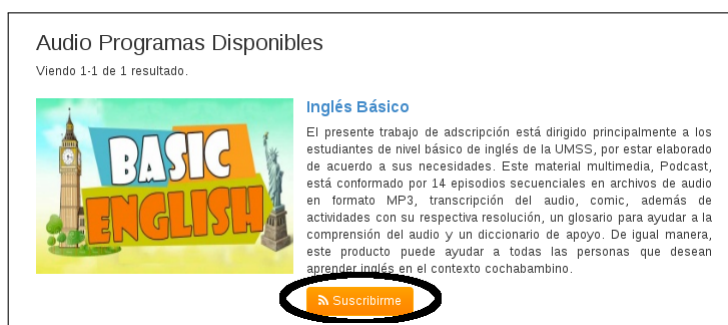 Audio Programas Disponibles
Viendo 1-1 de 1 resultado.
BASIC
ENGLISH
Inglés Básico
El presente trabajo de adscripción está dirigido principalmente a los
estudiantes de nivel básico de inglés de la UMSS, por estar elaborado
de acuerdo a sus necesidades. Este material multimedia, Podcast,
está conformado por 14 episodios secuenciales en archivos de audio
en formato MP3, transcripción del audio, comic, además de
actividades con su respectiva resolución, un glosario para ayudar a la
comprensión del audio y un diccionario de apoyo. De igual manera,
este producto puede ayudar a todas las personas que desean
aprender inglés en el contexto cochabambino.
Suscribirme